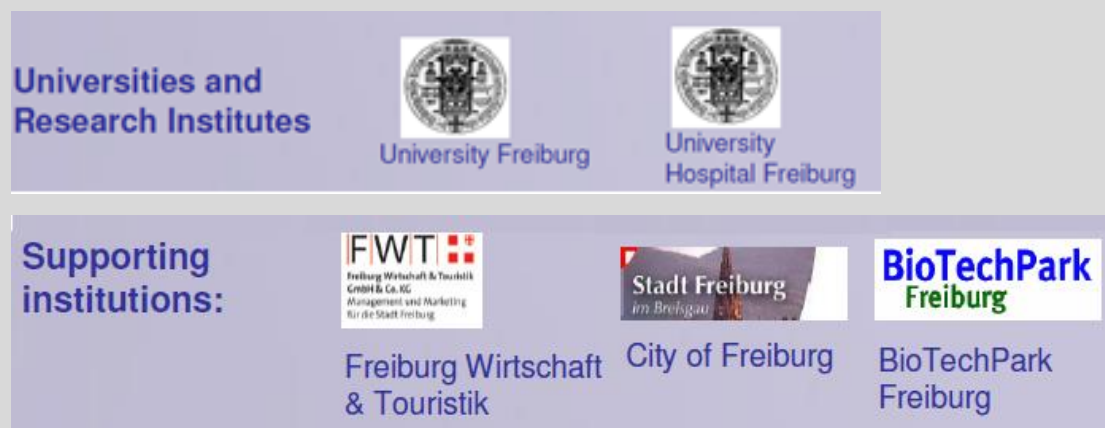 Universities and
Research Institutes
University Freiburg
University
Hospital Freiburg
Supporting
institutions:
FWT
Freiburg Wirtschaft & Touristik
GmbH & Co. KG
Management und Marketing
für die Stadt Freiburg
Freiburg Wirtschaft
& Touristik
Stadt Freiburg
im Breisgau
City of Freiburg
BioTechPark
Freiburg
BioTechPark
Freiburg